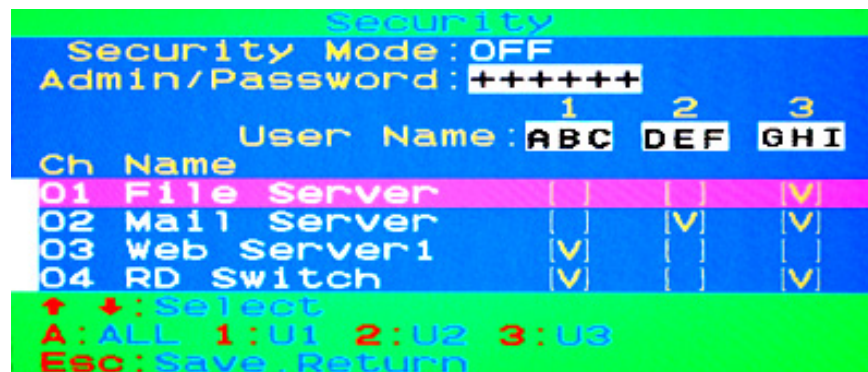 Security
Security Mode:OFF
Admin/Password:++++++
1 2 3
User Name:ABC DEF GHI
Ch Name
01 File Server [ ] [ ] [V]
02 Mail Server [ ] [V] [V]
03 Web Server1 [V] [ ] [ ]
04 RD Switch [V] [ ] [V]
↑ ↓:Select
A:ALL 1:U1 2:U2 3:U3
Esc:Save,Return